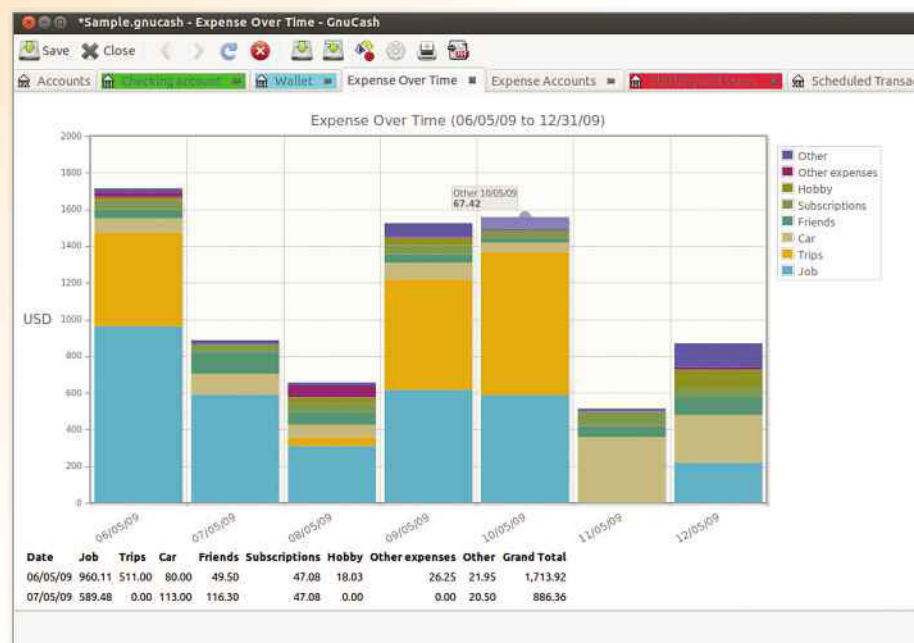 *Sample.gnucash - Expense Over Time - GnuCash
Save Close
Accounts Checking account Wallet Expense Over Time Expense Accounts Scheduled Transac
Expense Over Time (06/05/09 to 12/31/09)
2000
1800
1600
1400
1200
1000
800
600
400
200
0
USD
Other 10/05/09
67.42
Other
Other expenses
Hobby
Subscriptions
Friends
Car
Trips
Job
06/05/09 07/05/09 08/05/09 09/05/09 10/05/09 11/05/09 12/05/09
Date Job Trips Car Friends Subscriptions Hobby Other expenses Other Grand Total
06/05/09 960.11 511.00 80.00 49.50 47.08 18.03 26.25 21.95 1,713.92
07/05/09 589.48 0.00 113.00 116.30 47.08 0.00 0.00 20.50 886.36